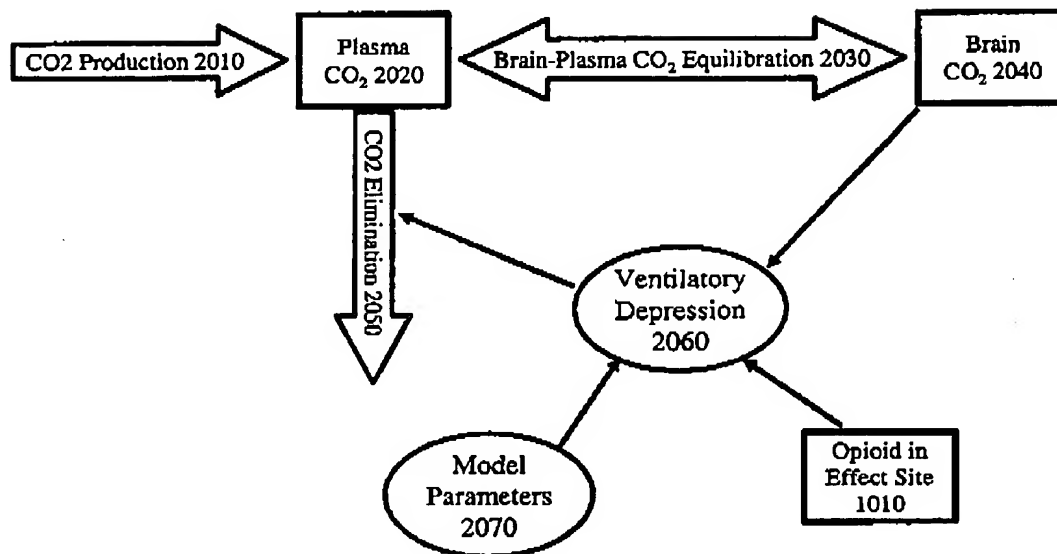 CO2 Production 2010
Plasma
CO₂ 2020
Brain-Plasma CO₂ Equilibration 2030
Brain
CO₂ 2040
CO2 Elimination 2050
Ventilatory
Depression
2060
Model
Parameters
2070
Opioid in
Effect Site
1010